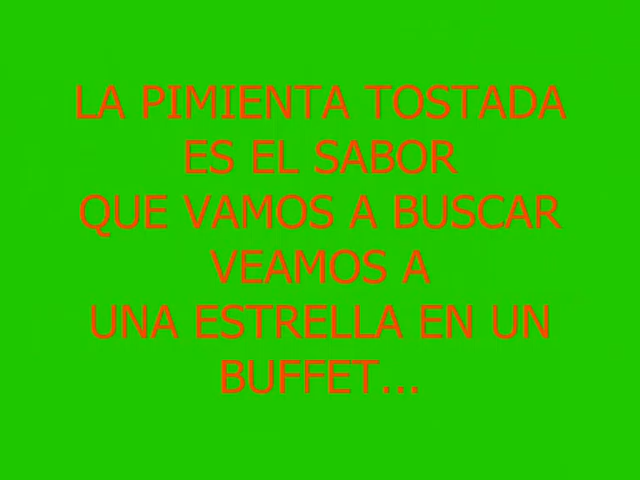 LA PIMIENTA TOSTADA
ES EL SABOR
QUE VAMOS A BUSCAR
VEAMOS A
UNA ESTRELLA EN UN
BUFFET...